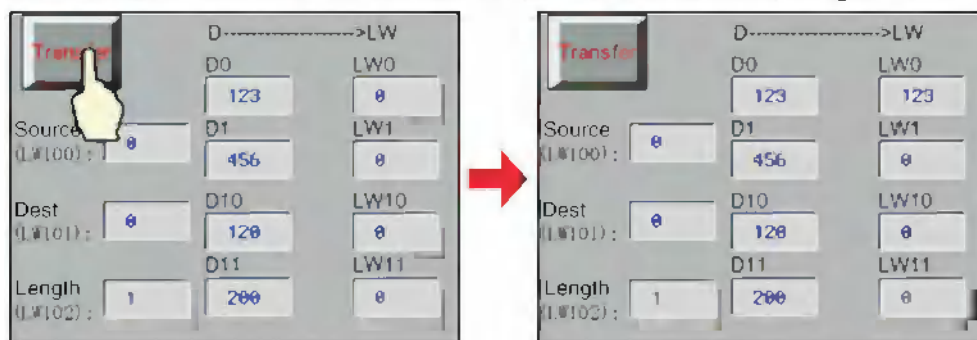 Transfer
D--------------------->LW
D0 LW0
123 0
Source
(LW100): 0
D1 LW1
456 0
Dest
(LW101): 0
D10 LW10
120 0
Length
(LW102): 1
D11 LW11
200 0
Transfer
D--------------------->LW
D0 LW0
123 123
Source
(LW100): 0
D1 LW1
456 0
Dest
(LW101): 0
D10 LW10
120 0
Length
(LW102): 1
D11 LW11
200 0